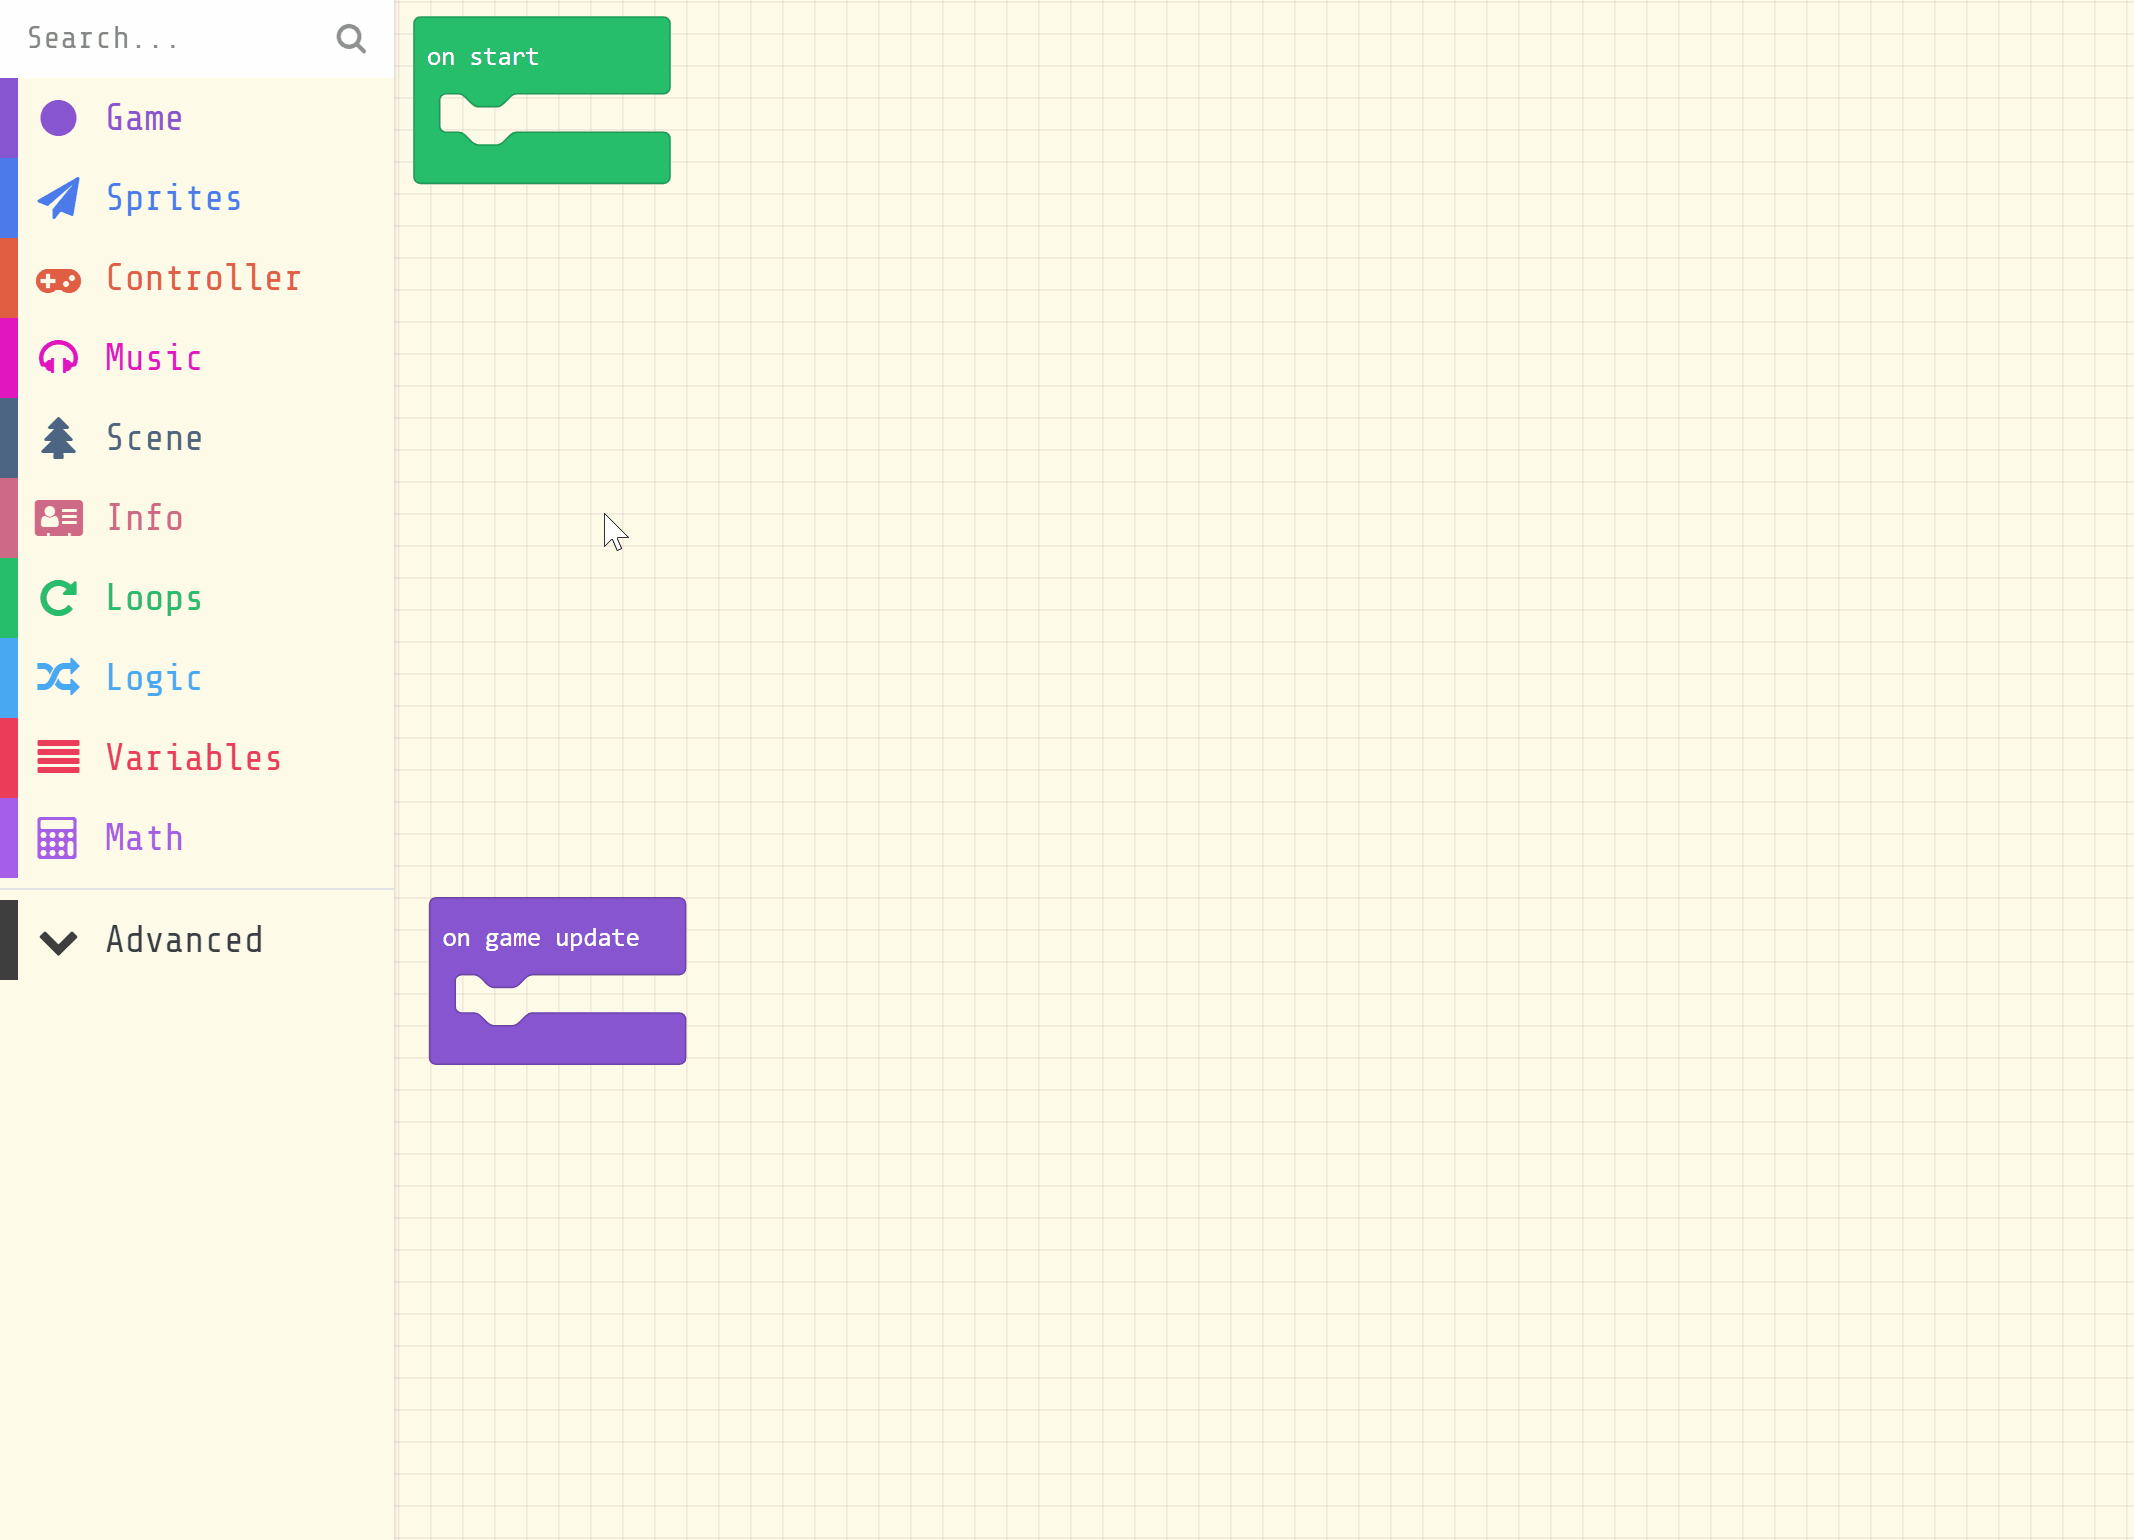 Search...
Game
Sprites
Controller
Music
Scene
Info
Loops
Logic
Variables
Math
Advanced
on start
on game update